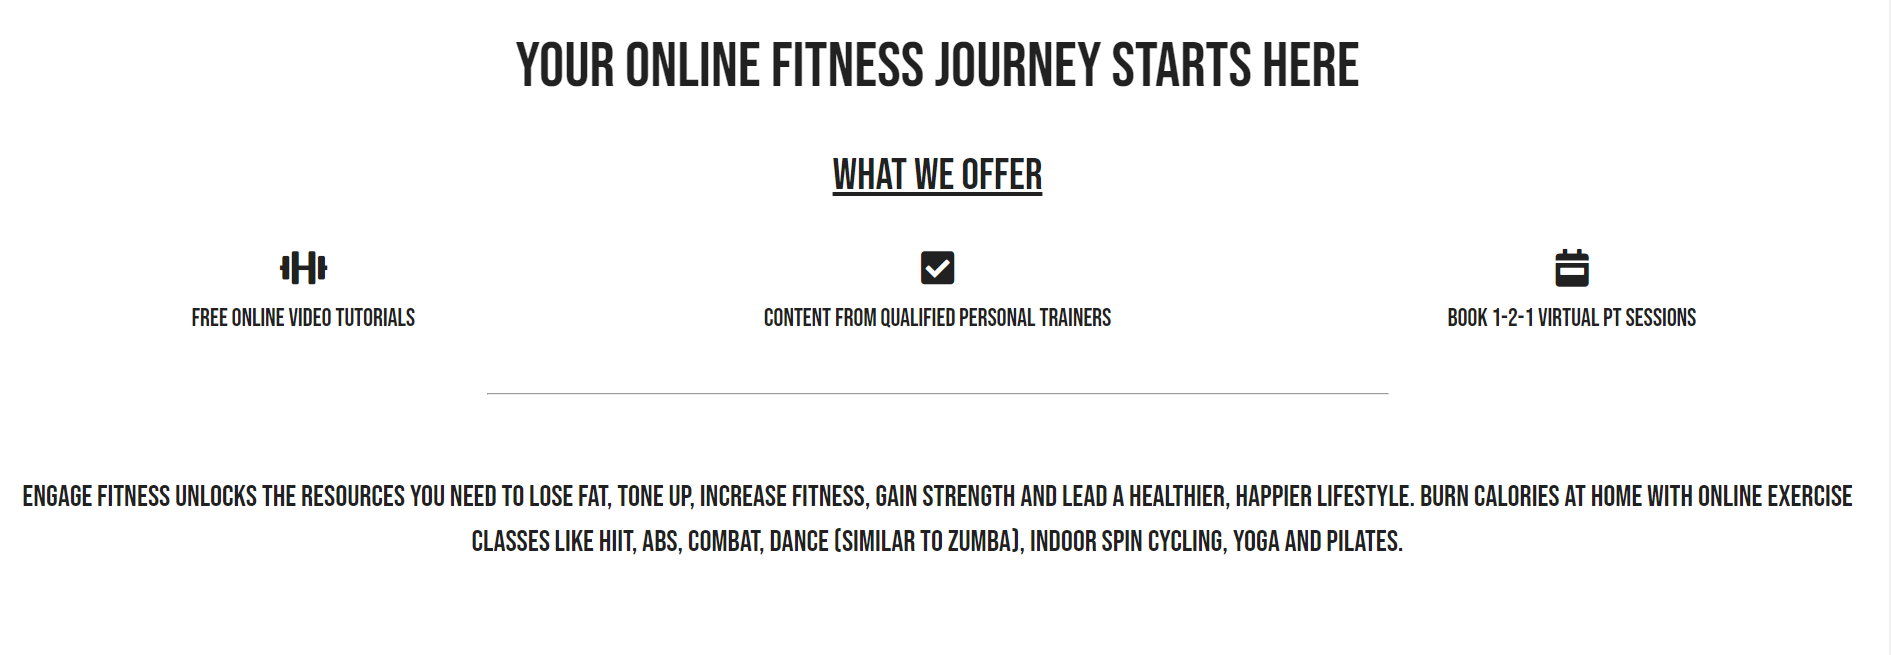 YOUR ONLINE FITNESS JOURNEY STARTS HERE
WHAT WE OFFER
FREE ONLINE VIDEO TUTORIALS
CONTENT FROM QUALIFIED PERSONAL TRAINERS
BOOK 1-2-1 VIRTUAL PT SESSIONS
ENGAGE FITNESS UNLOCKS THE RESOURCES YOU NEED TO LOSE FAT, TONE UP, INCREASE FITNESS, GAIN STRENGTH AND LEAD A HEALTHIER, HAPPIER LIFESTYLE. BURN CALORIES AT HOME WITH ONLINE EXERCISE
CLASSES LIKE HIIT, ABS, COMBAT, DANCE (SIMILAR TO ZUMBA), INDOOR SPIN CYCLING, YOGA AND PILATES.